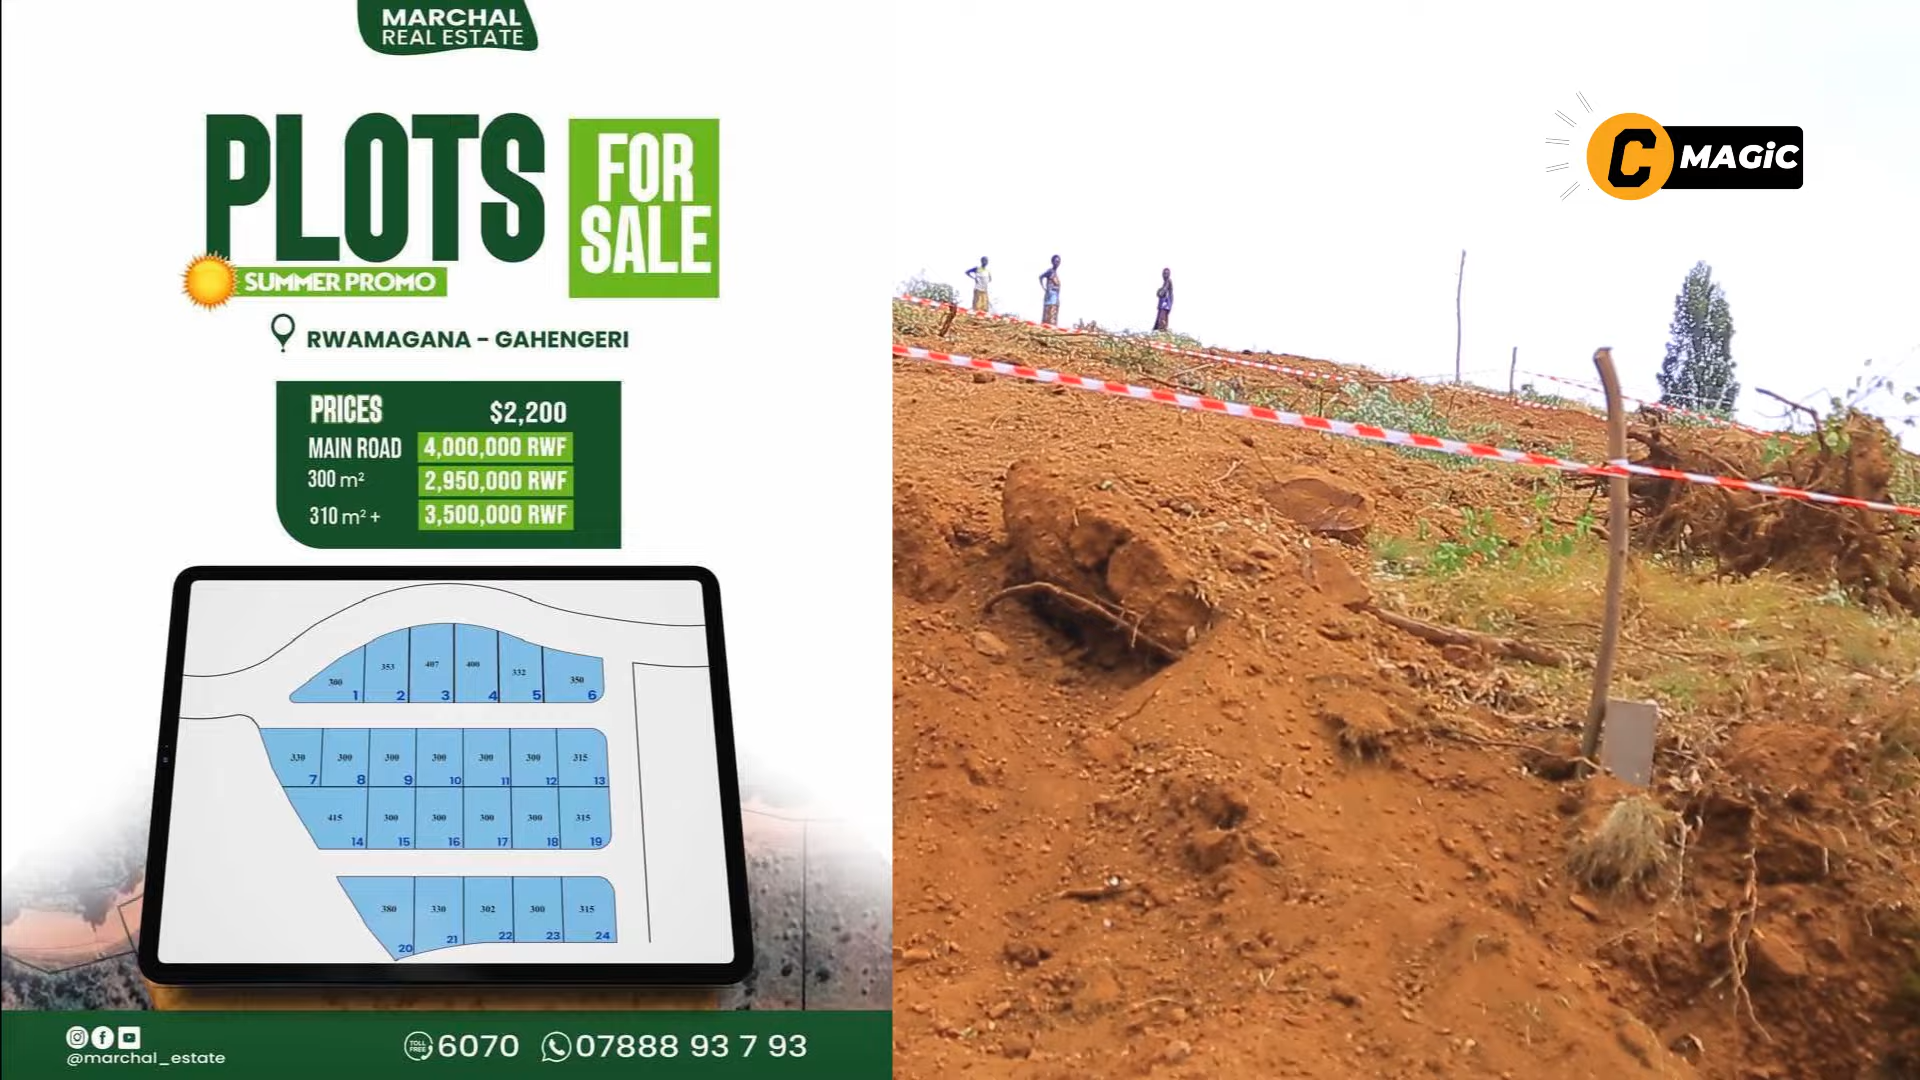 MARCHAL
REAL ESTATE
PLOTS
FOR
SALE
SUMMER PROMO
RWAMAGANA - GAHENGERI
PRICES $2,200
MAIN ROAD 4,000,000 RWF
300 m² 2,950,000 RWF
310 m² + 3,500,000 RWF
300 353 407 400 332 350
1 2 3 4 5 6
330 300 300 300 300 300 315
7 8 9 10 11 12 13
415 300 300 300 300 315
14 15 16 17 18 19
380 330 302 300 315
20 21 22 23 24
@marchal_estate
TOLL FREE 6070 07888 93 7 93
C MAGiC